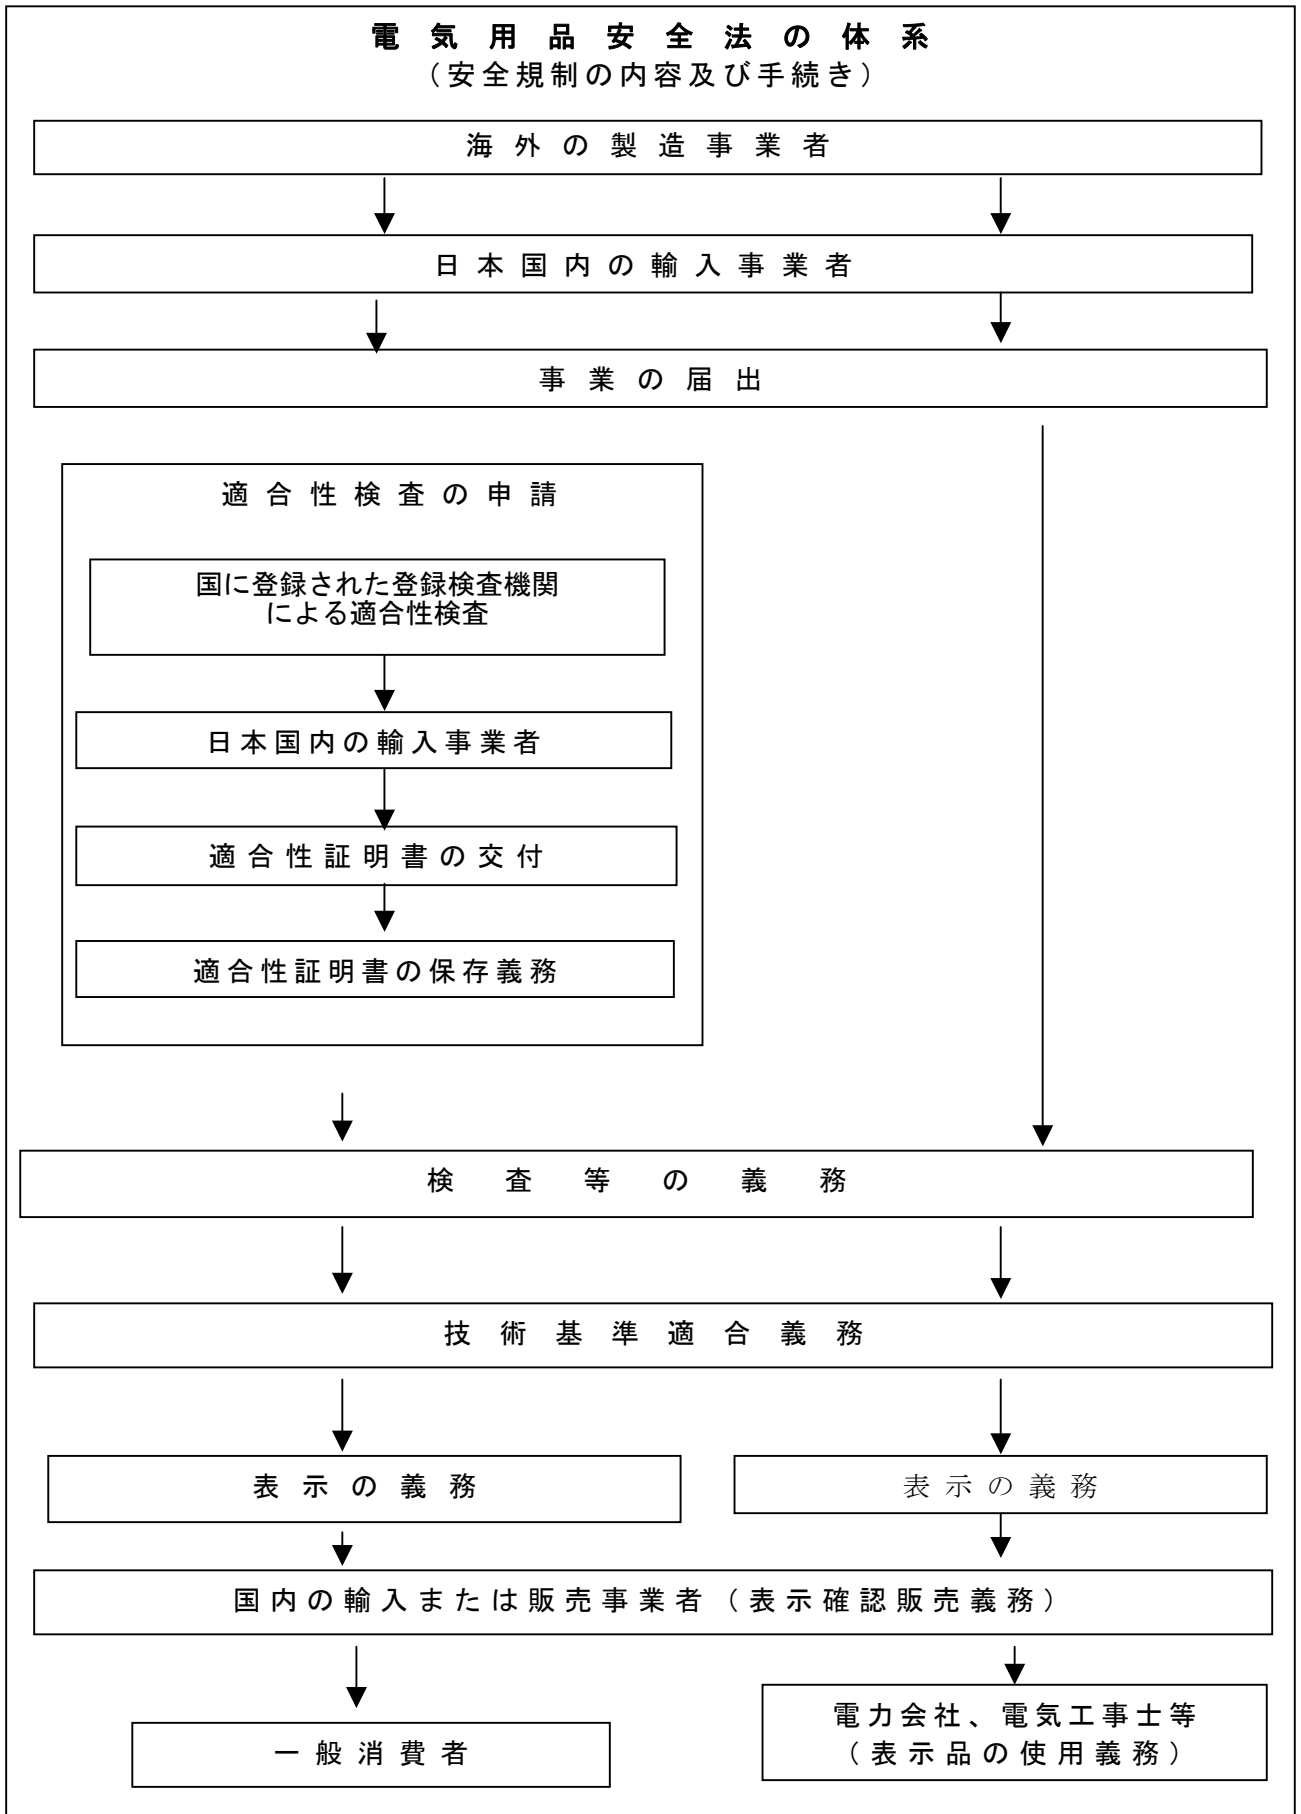 電気用品安全法の体系
（安全規制の内容及び手続き）
海外の製造事業者
日本国内の輸入事業者
事業の届出
適合性検査の申請
国に登録された登録検査機関
による適合性検査
日本国内の輸入事業者
適合性証明書の交付
適合性証明書の保存義務
検査等の義務
技術基準適合義務
表示の義務
表示の義務
国内の輸入または販売事業者（表示確認販売義務）
一般消費者
電力会社、電気工事士等
（表示品の使用義務）